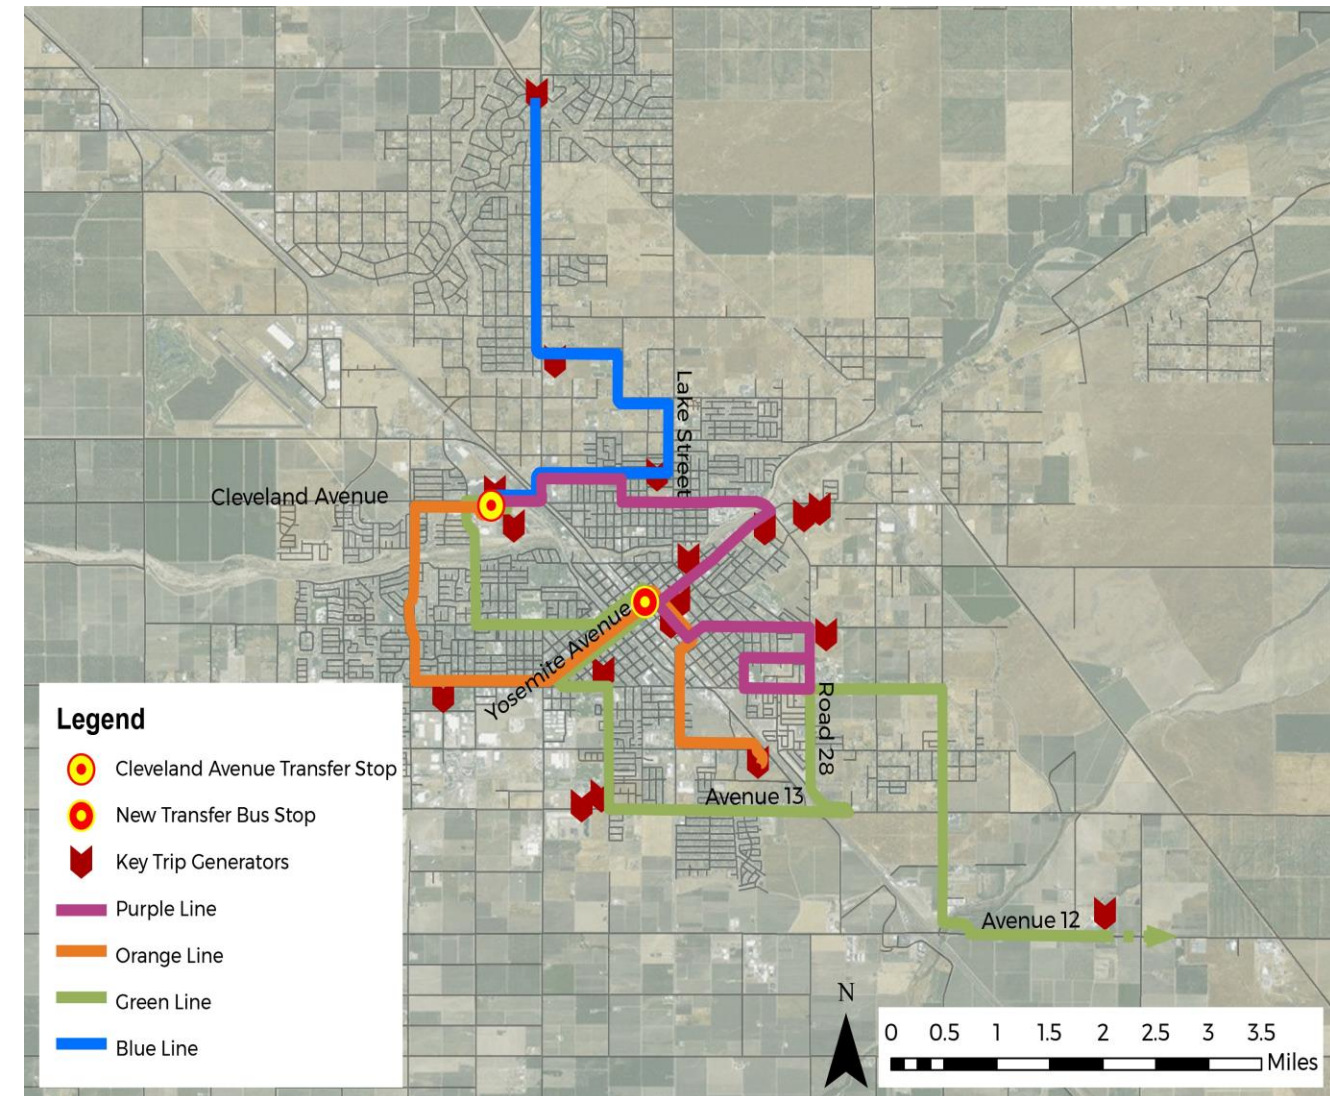 Lake Street
Cleveland Avenue
Yosemite Avenue
Road 28
Avenue 13
Avenue 12
Legend
Cleveland Avenue Transfer Stop
New Transfer Bus Stop
Key Trip Generators
Purple Line
Orange Line
Green Line
Blue Line
N
0 0.5 1 1.5 2 2.5 3 3.5
Miles